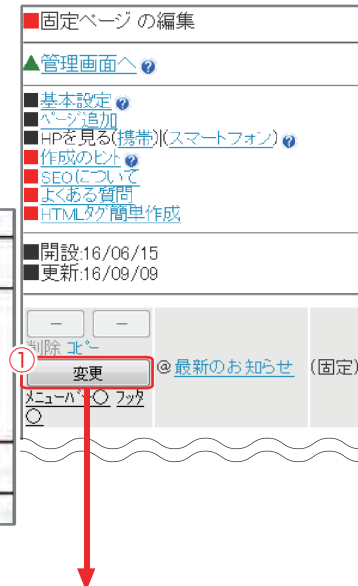 ■固定ページ の編集
▲管理画面へ ?
■基本設定 ?
■ページ追加
■HPを見る(携帯)|(スマートフォン) ?
■作成のヒント ?
■SEOについて
■よくある質問
■HTMLタグ簡単作成
■開設:16/06/15
■更新:16/09/09
− −
削除 コピー
① 変更 @最新のお知らせ (固定)
メニューバー○ フッタ
○